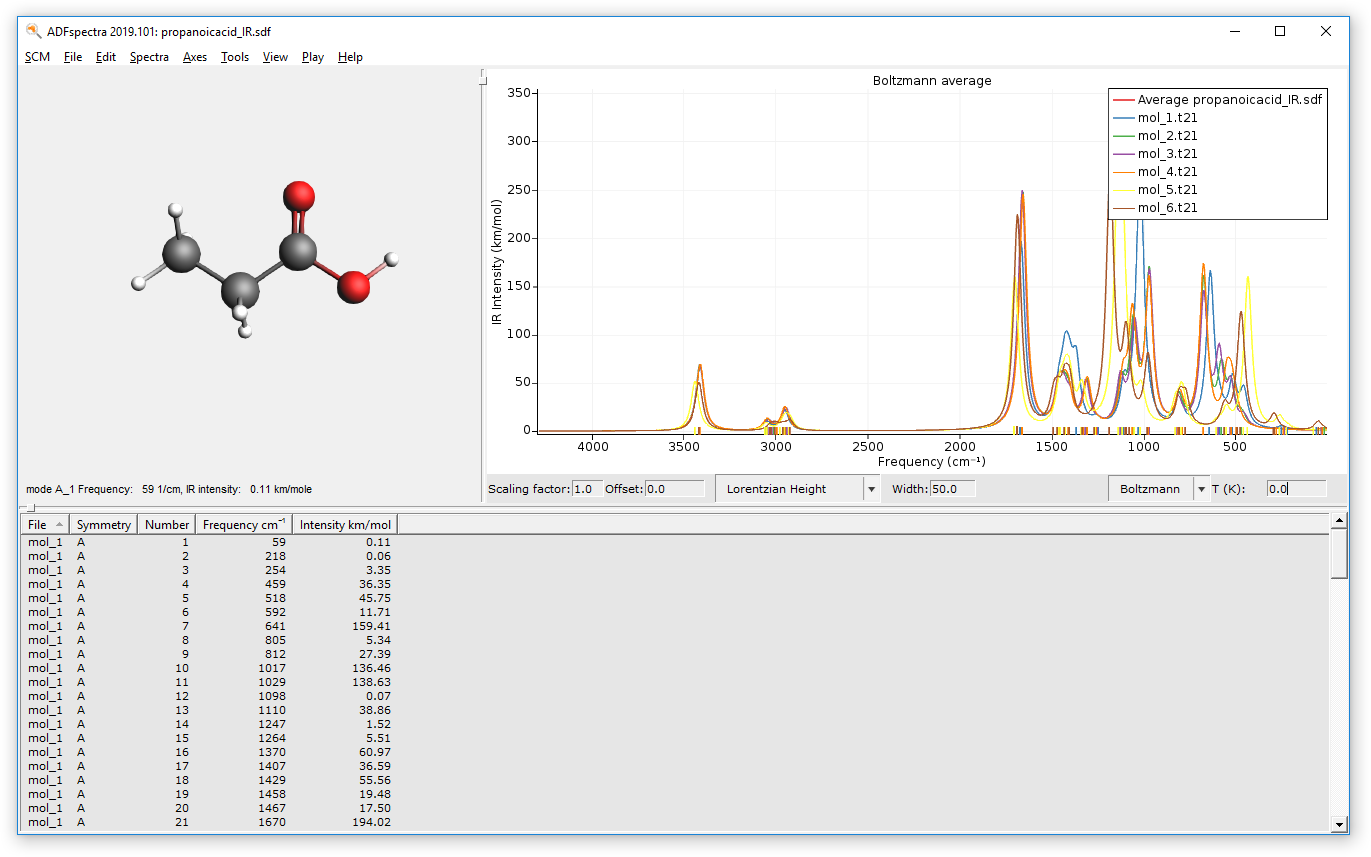 ADFspectra 2019.101: propanoicacid_IR.sdf
SCM File Edit Spectra Axes Tools View Play Help
Boltzmann average
350
300
250
200
150
100
50
0
IR Intensity (km/mol)
Average propanoicacid_IR.sdf
mol_1.t21
mol_2.t21
mol_3.t21
mol_4.t21
mol_5.t21
mol_6.t21
4000 3500 3000 2500 2000 1500 1000 500
Frequency (cm⁻¹)
mode A_1 Frequency: 59 1/cm, IR intensity: 0.11 km/mole
Scaling factor: 1.0 Offset: 0.0 Lorentzian Height Width: 50.0 Boltzmann T (K): 0.0
File Symmetry Number Frequency cm⁻¹ Intensity km/mol
mol_1 A 1 59 0.11
mol_1 A 2 218 0.06
mol_1 A 3 254 3.35
mol_1 A 4 459 36.35
mol_1 A 5 518 45.75
mol_1 A 6 592 11.71
mol_1 A 7 641 159.41
mol_1 A 8 805 5.34
mol_1 A 9 812 27.39
mol_1 A 10 1017 136.46
mol_1 A 11 1029 138.63
mol_1 A 12 1098 0.07
mol_1 A 13 1110 38.86
mol_1 A 14 1247 1.52
mol_1 A 15 1264 5.51
mol_1 A 16 1370 60.97
mol_1 A 17 1407 36.59
mol_1 A 18 1429 55.56
mol_1 A 19 1458 19.48
mol_1 A 20 1467 17.50
mol_1 A 21 1670 194.02